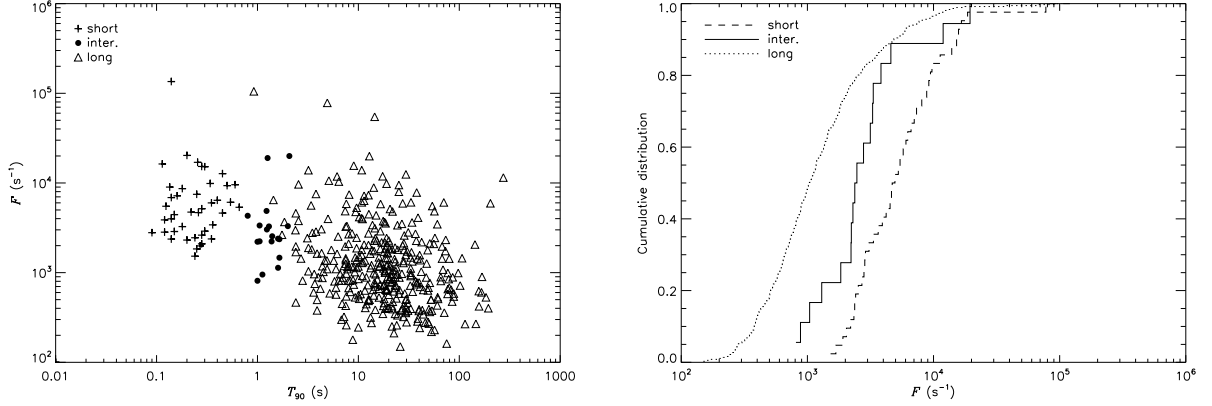 10⁶
10⁵
10⁴
10³
10²
F (s⁻¹)
short
inter.
long
0.01 0.1 1 10 100 1000
T₉₀ (s)
1.0
0.8
0.6
0.4
0.2
0.0
Cumulative distribution
short
inter.
long
10² 10³ 10⁴ 10⁵ 10⁶
F (s⁻¹)